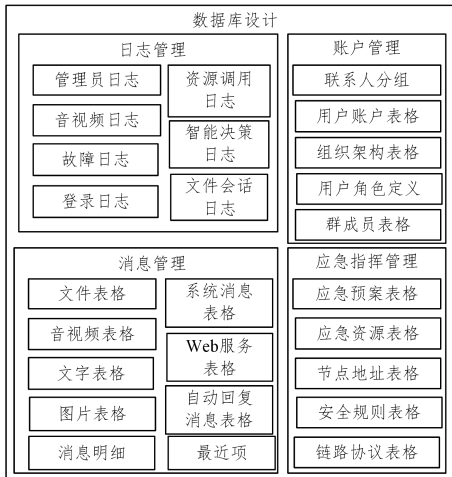 数据库设计
日志管理
管理员日志
音视频日志
故障日志
登录日志
资源调用
日志
智能决策
日志
文件会话
日志
账户管理
联系人分组
用户账户表格
组织架构表格
用户角色定义
群成员表格
消息管理
文件表格
音视频表格
文字表格
图片表格
消息明细
系统消息
表格
Web服务
表格
自动回复
消息表格
最近项
应急指挥管理
应急预案表格
应急资源表格
节点地址表格
安全规则表格
链路协议表格